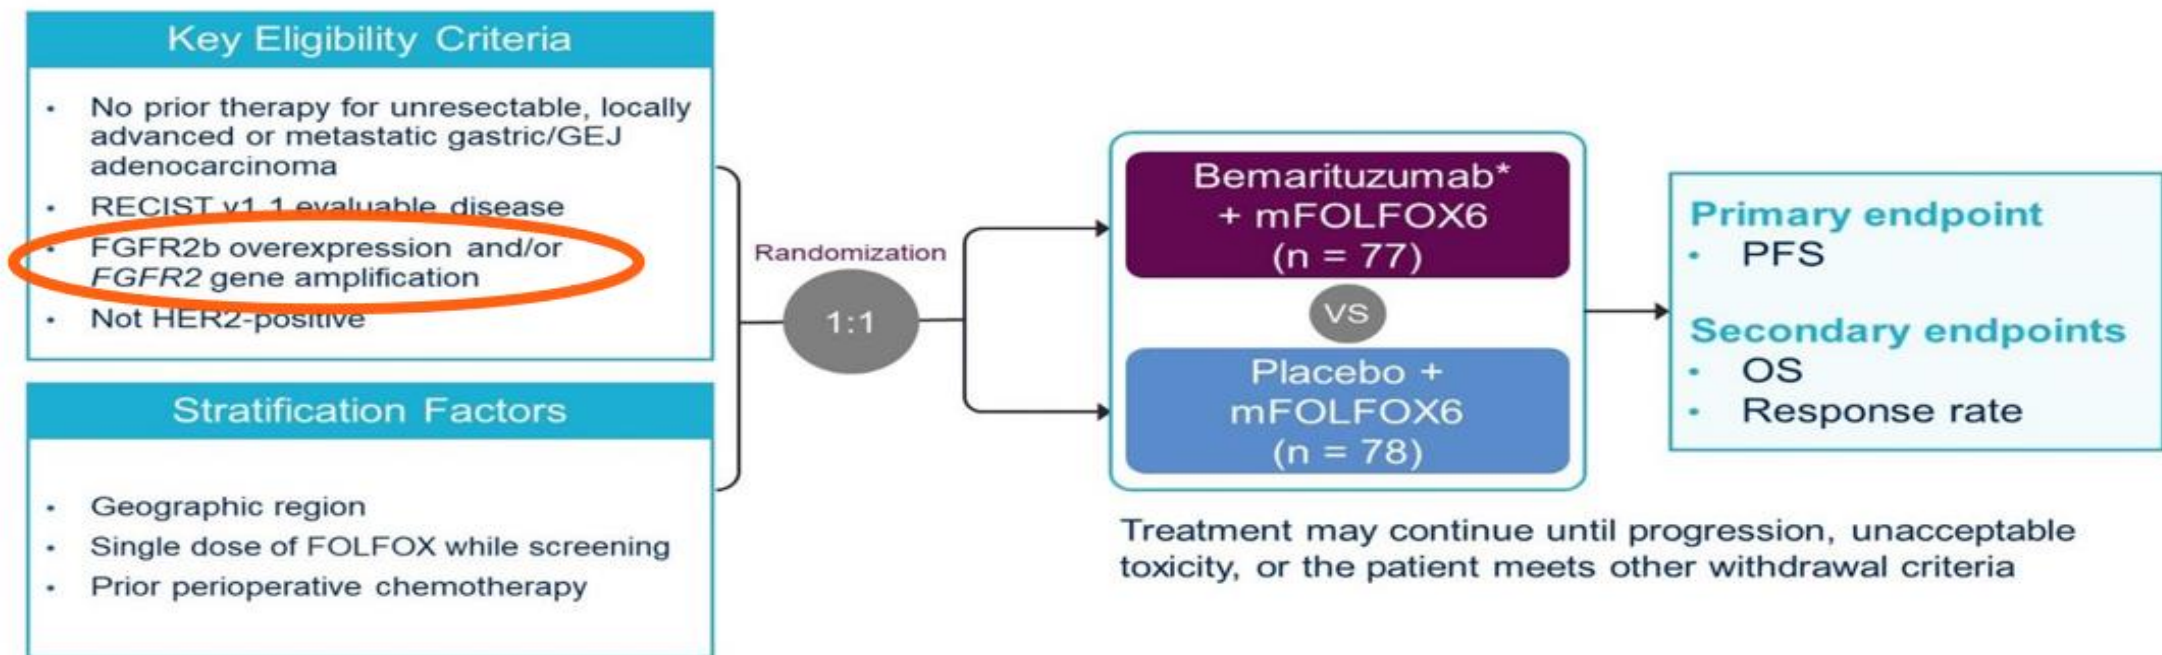 Key Eligibility Criteria
• No prior therapy for unresectable, locally
advanced or metastatic gastric/GEJ
adenocarcinoma
• RECIST v1.1 evaluable disease
• FGFR2b overexpression and/or
FGFR2 gene amplification
• Not HER2-positive
Stratification Factors
• Geographic region
• Single dose of FOLFOX while screening
• Prior perioperative chemotherapy
Randomization
1:1
Bemarituzumab*
+ mFOLFOX6
(n = 77)
VS
Placebo +
mFOLFOX6
(n = 78)
Treatment may continue until progression, unacceptable
toxicity, or the patient meets other withdrawal criteria
Primary endpoint
• PFS
Secondary endpoints
• OS
• Response rate